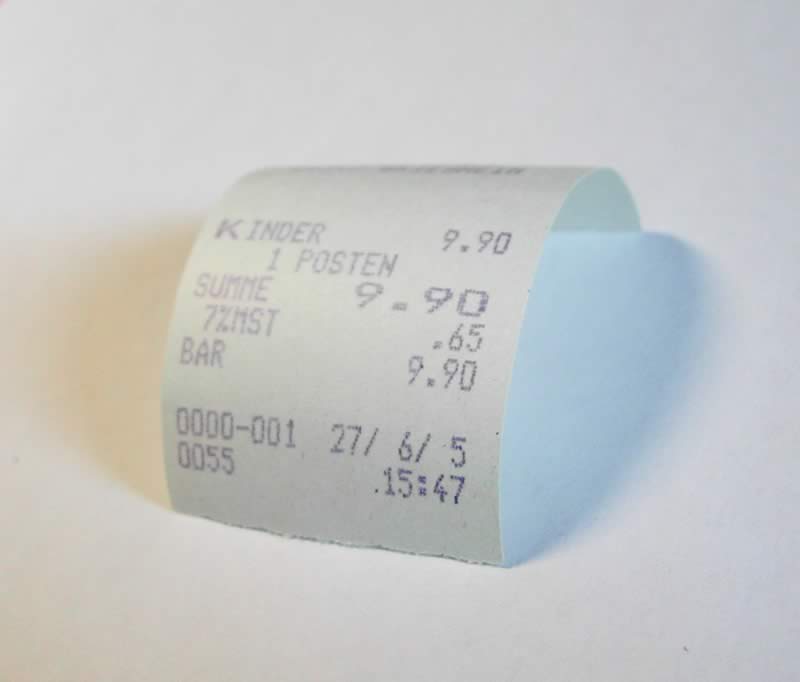 KINDER 9.90
1 POSTEN
SUMME 9.90
7%MST .65
BAR 9.90
0000-001 27/ 6/ 5
0055 15:47